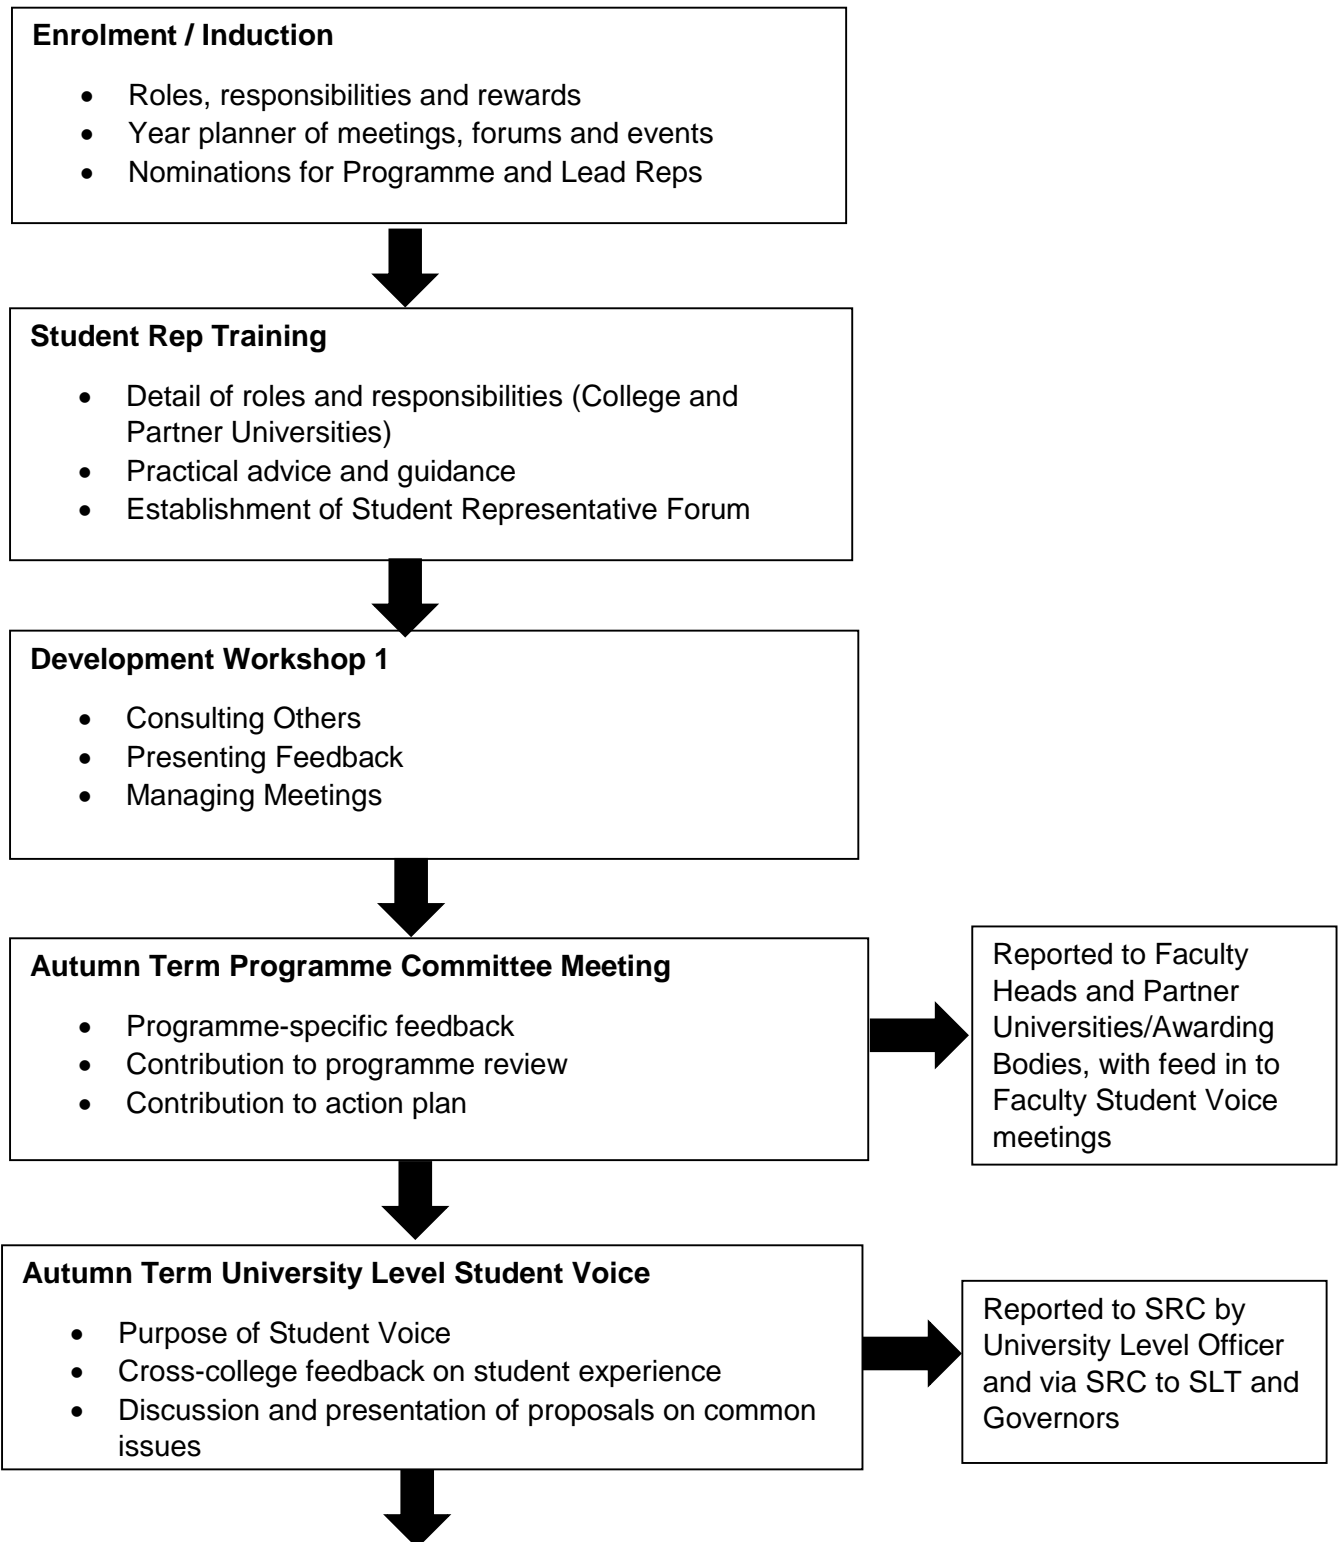 Enrolment / Induction
• Roles, responsibilities and rewards
• Year planner of meetings, forums and events
• Nominations for Programme and Lead Reps
Student Rep Training
• Detail of roles and responsibilities (College and
Partner Universities)
• Practical advice and guidance
• Establishment of Student Representative Forum
Development Workshop 1
• Consulting Others
• Presenting Feedback
• Managing Meetings
Autumn Term Programme Committee Meeting
• Programme-specific feedback
• Contribution to programme review
• Contribution to action plan
Reported to Faculty
Heads and Partner
Universities/Awarding
Bodies, with feed in to
Faculty Student Voice
meetings
Autumn Term University Level Student Voice
• Purpose of Student Voice
• Cross-college feedback on student experience
• Discussion and presentation of proposals on common
issues
Reported to SRC by
University Level Officer
and via SRC to SLT and
Governors